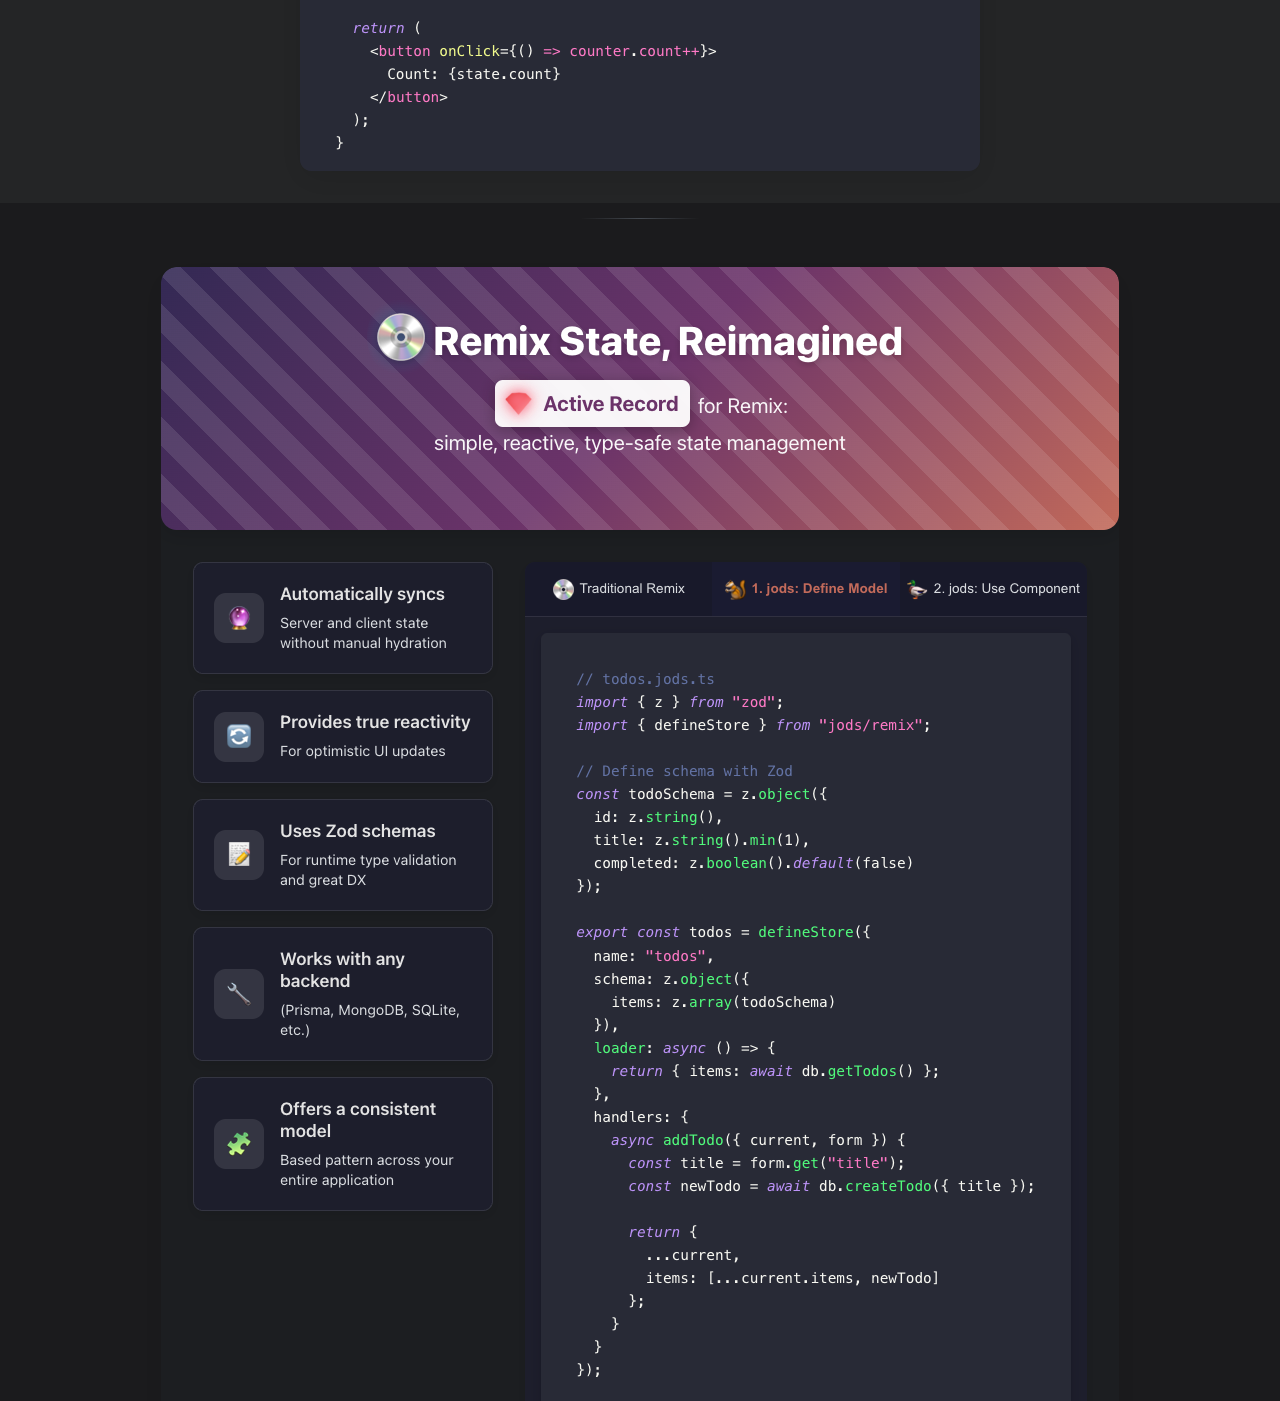 return (
<button onClick={() => counter.count++}>
Count: {state.count}
</button>
);
}
Remix State, Reimagined
Active Record for Remix:
simple, reactive, type-safe state management
Automatically syncs
Server and client state
without manual hydration
Provides true reactivity
For optimistic UI updates
Uses Zod schemas
For runtime type validation
and great DX
Works with any
backend
(Prisma, MongoDB, SQLite,
etc.)
Offers a consistent
model
Based pattern across your
entire application
Traditional Remix
1. jods: Define Model
2. jods: Use Component
// todos.jods.ts
import { z } from "zod";
import { defineStore } from "jods/remix";
// Define schema with Zod
const todoSchema = z.object({
id: z.string(),
title: z.string().min(1),
completed: z.boolean().default(false)
});
export const todos = defineStore({
name: "todos",
schema: z.object({
items: z.array(todoSchema)
}),
loader: async () => {
return { items: await db.getTodos() };
},
handlers: {
async addTodo({ current, form }) {
const title = form.get("title");
const newTodo = await db.createTodo({ title });
return {
...current,
items: [...current.items, newTodo]
};
}
}
});